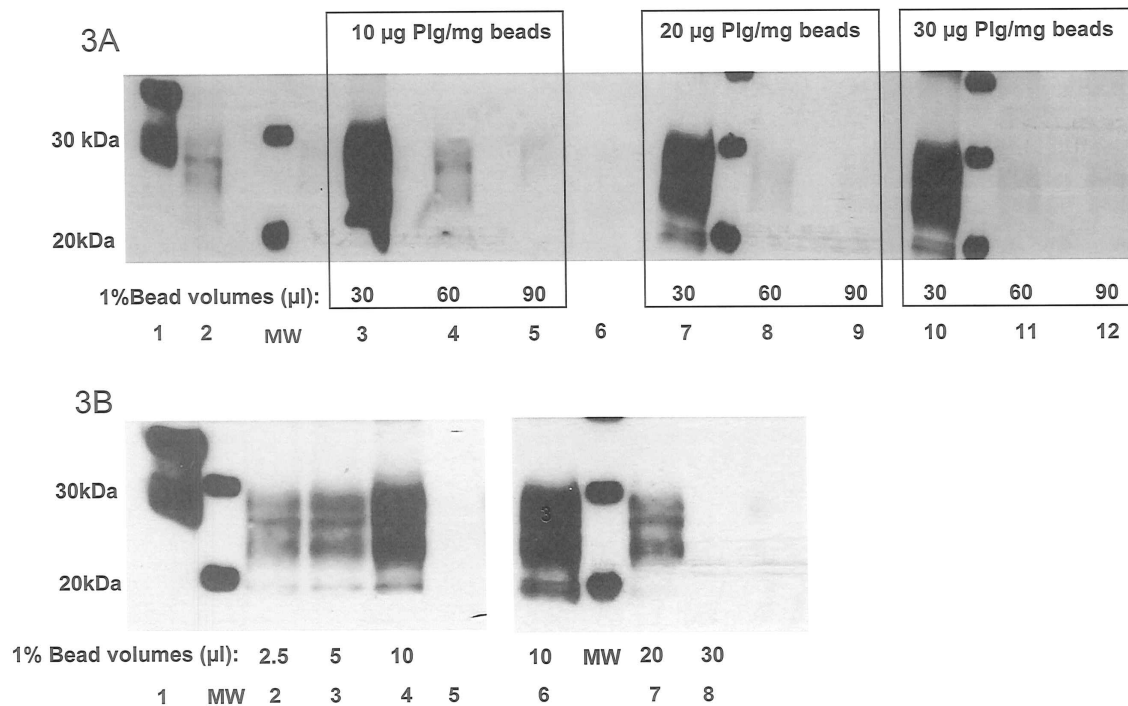 3A
10 µg Plg/mg beads 20 µg Plg/mg beads 30 µg Plg/mg beads
30 kDa
20kDa
1%Bead volumes (µl): 30 60 90 30 60 90 30 60 90
1 2 MW 3 4 5 6 7 8 9 10 11 12
3B
30kDa
3
20kDa
1% Bead volumes (µl): 2.5 5 10 10 MW 20 30
1 MW 2 3 4 5 6 7 8